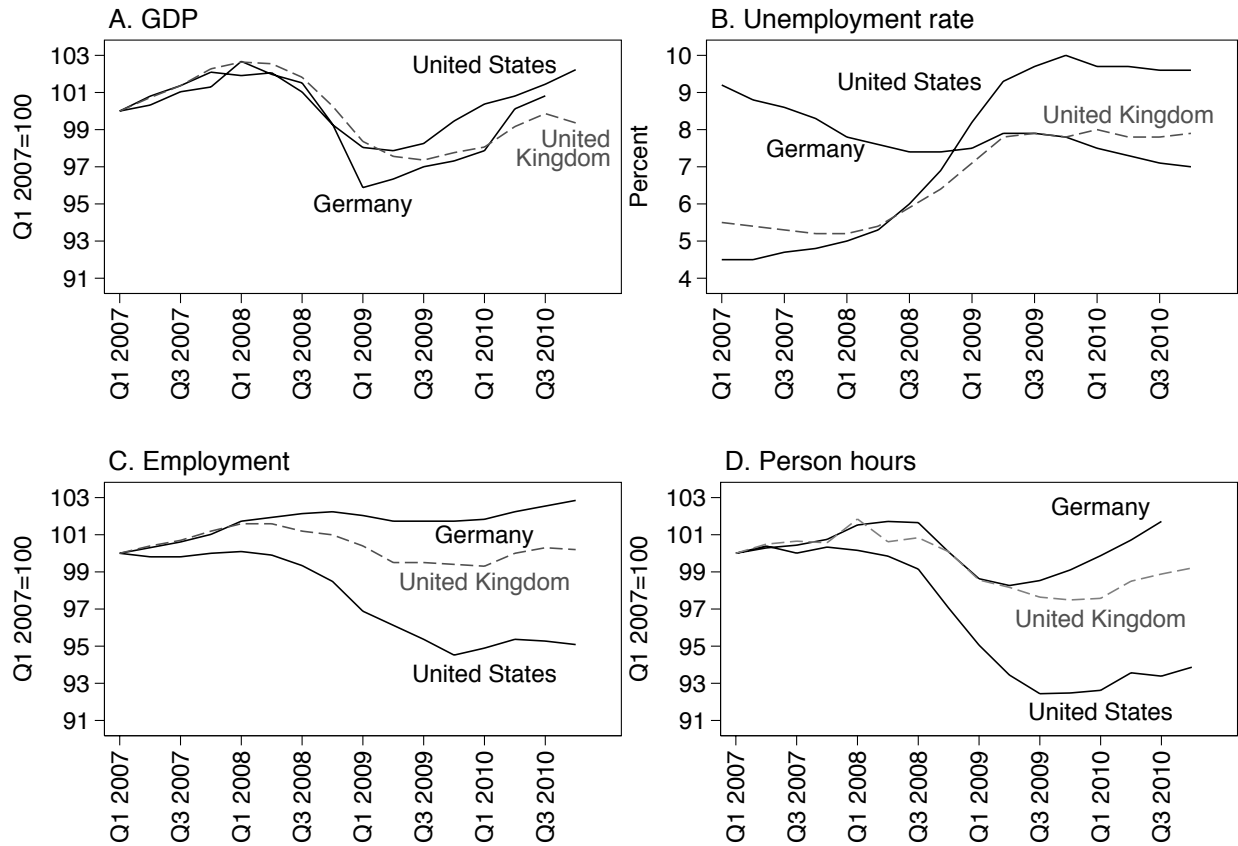 A. GDP
Q1 2007=100
103
101
99
97
95
93
91
United States
United
Kingdom
Germany
Q1 2007
Q3 2007
Q1 2008
Q3 2008
Q1 2009
Q3 2009
Q1 2010
Q3 2010
B. Unemployment rate
Percent
10
9
8
7
6
5
4
United States
United Kingdom
Germany
Q1 2007
Q3 2007
Q1 2008
Q3 2008
Q1 2009
Q3 2009
Q1 2010
Q3 2010
C. Employment
Q1 2007=100
103
101
99
97
95
93
91
Germany
United Kingdom
United States
Q1 2007
Q3 2007
Q1 2008
Q3 2008
Q1 2009
Q3 2009
Q1 2010
Q3 2010
D. Person hours
Q1 2007=100
103
101
99
97
95
93
91
Germany
United Kingdom
United States
Q1 2007
Q3 2007
Q1 2008
Q3 2008
Q1 2009
Q3 2009
Q1 2010
Q3 2010